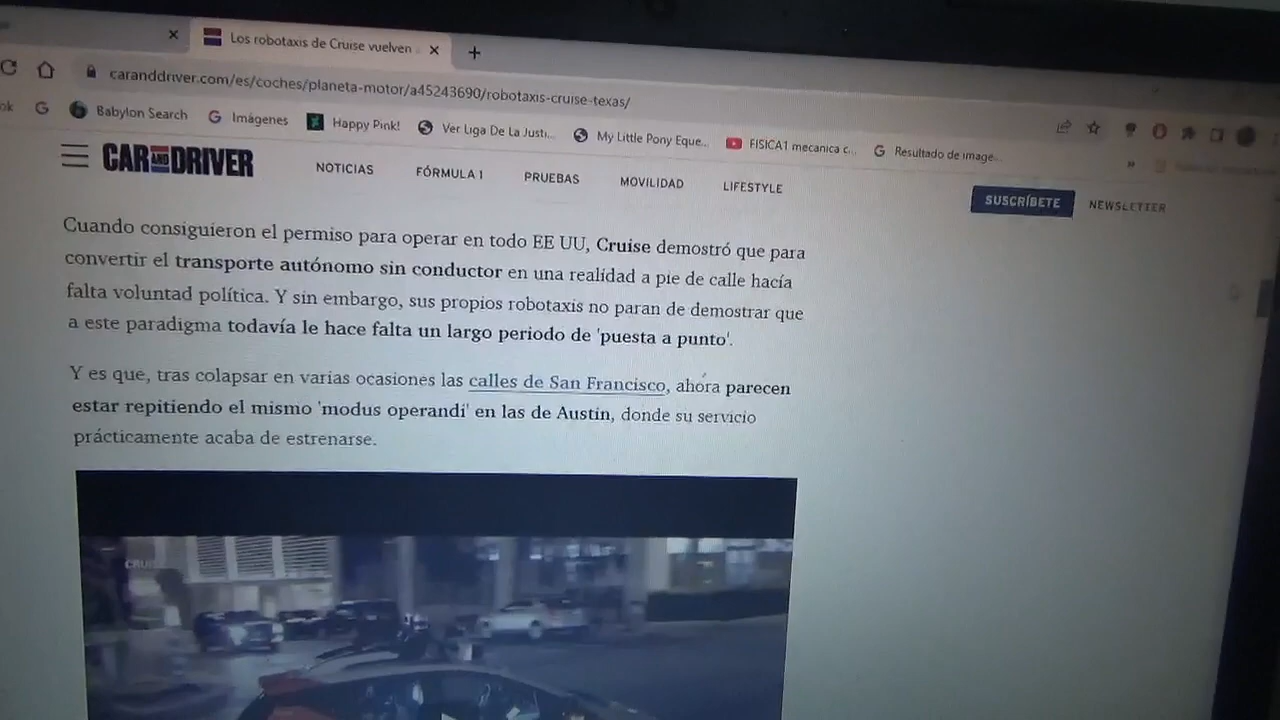 Los robotaxis de Cruise vuelven
caranddriver.com/es/coches/planeta-motor/a45243690/robotaxis-cruise-texas/
ok
Babylon Search
Imágenes
Happy Pink!
Ver Liga De La Justi...
My Little Pony Eque...
FISICA1 mecanica c...
Resultado de image...
»
CAR AND DRIVER
NOTICIAS
FÓRMULA 1
PRUEBAS
MOVILIDAD
LIFESTYLE
SUSCRÍBETE
NEWSLETTER
Cuando consiguieron el permiso para operar en todo EE UU, Cruise demostró que para
convertir el transporte autónomo sin conductor en una realidad a pie de calle hacía
falta voluntad política. Y sin embargo, sus propios robotaxis no paran de demostrar que
a este paradigma todavía le hace falta un largo periodo de 'puesta a punto'.
Y es que, tras colapsar en varias ocasiones las calles de San Francisco, ahora parecen
estar repitiendo el mismo 'modus operandi' en las de Austin, donde su servicio
prácticamente acaba de estrenarse.